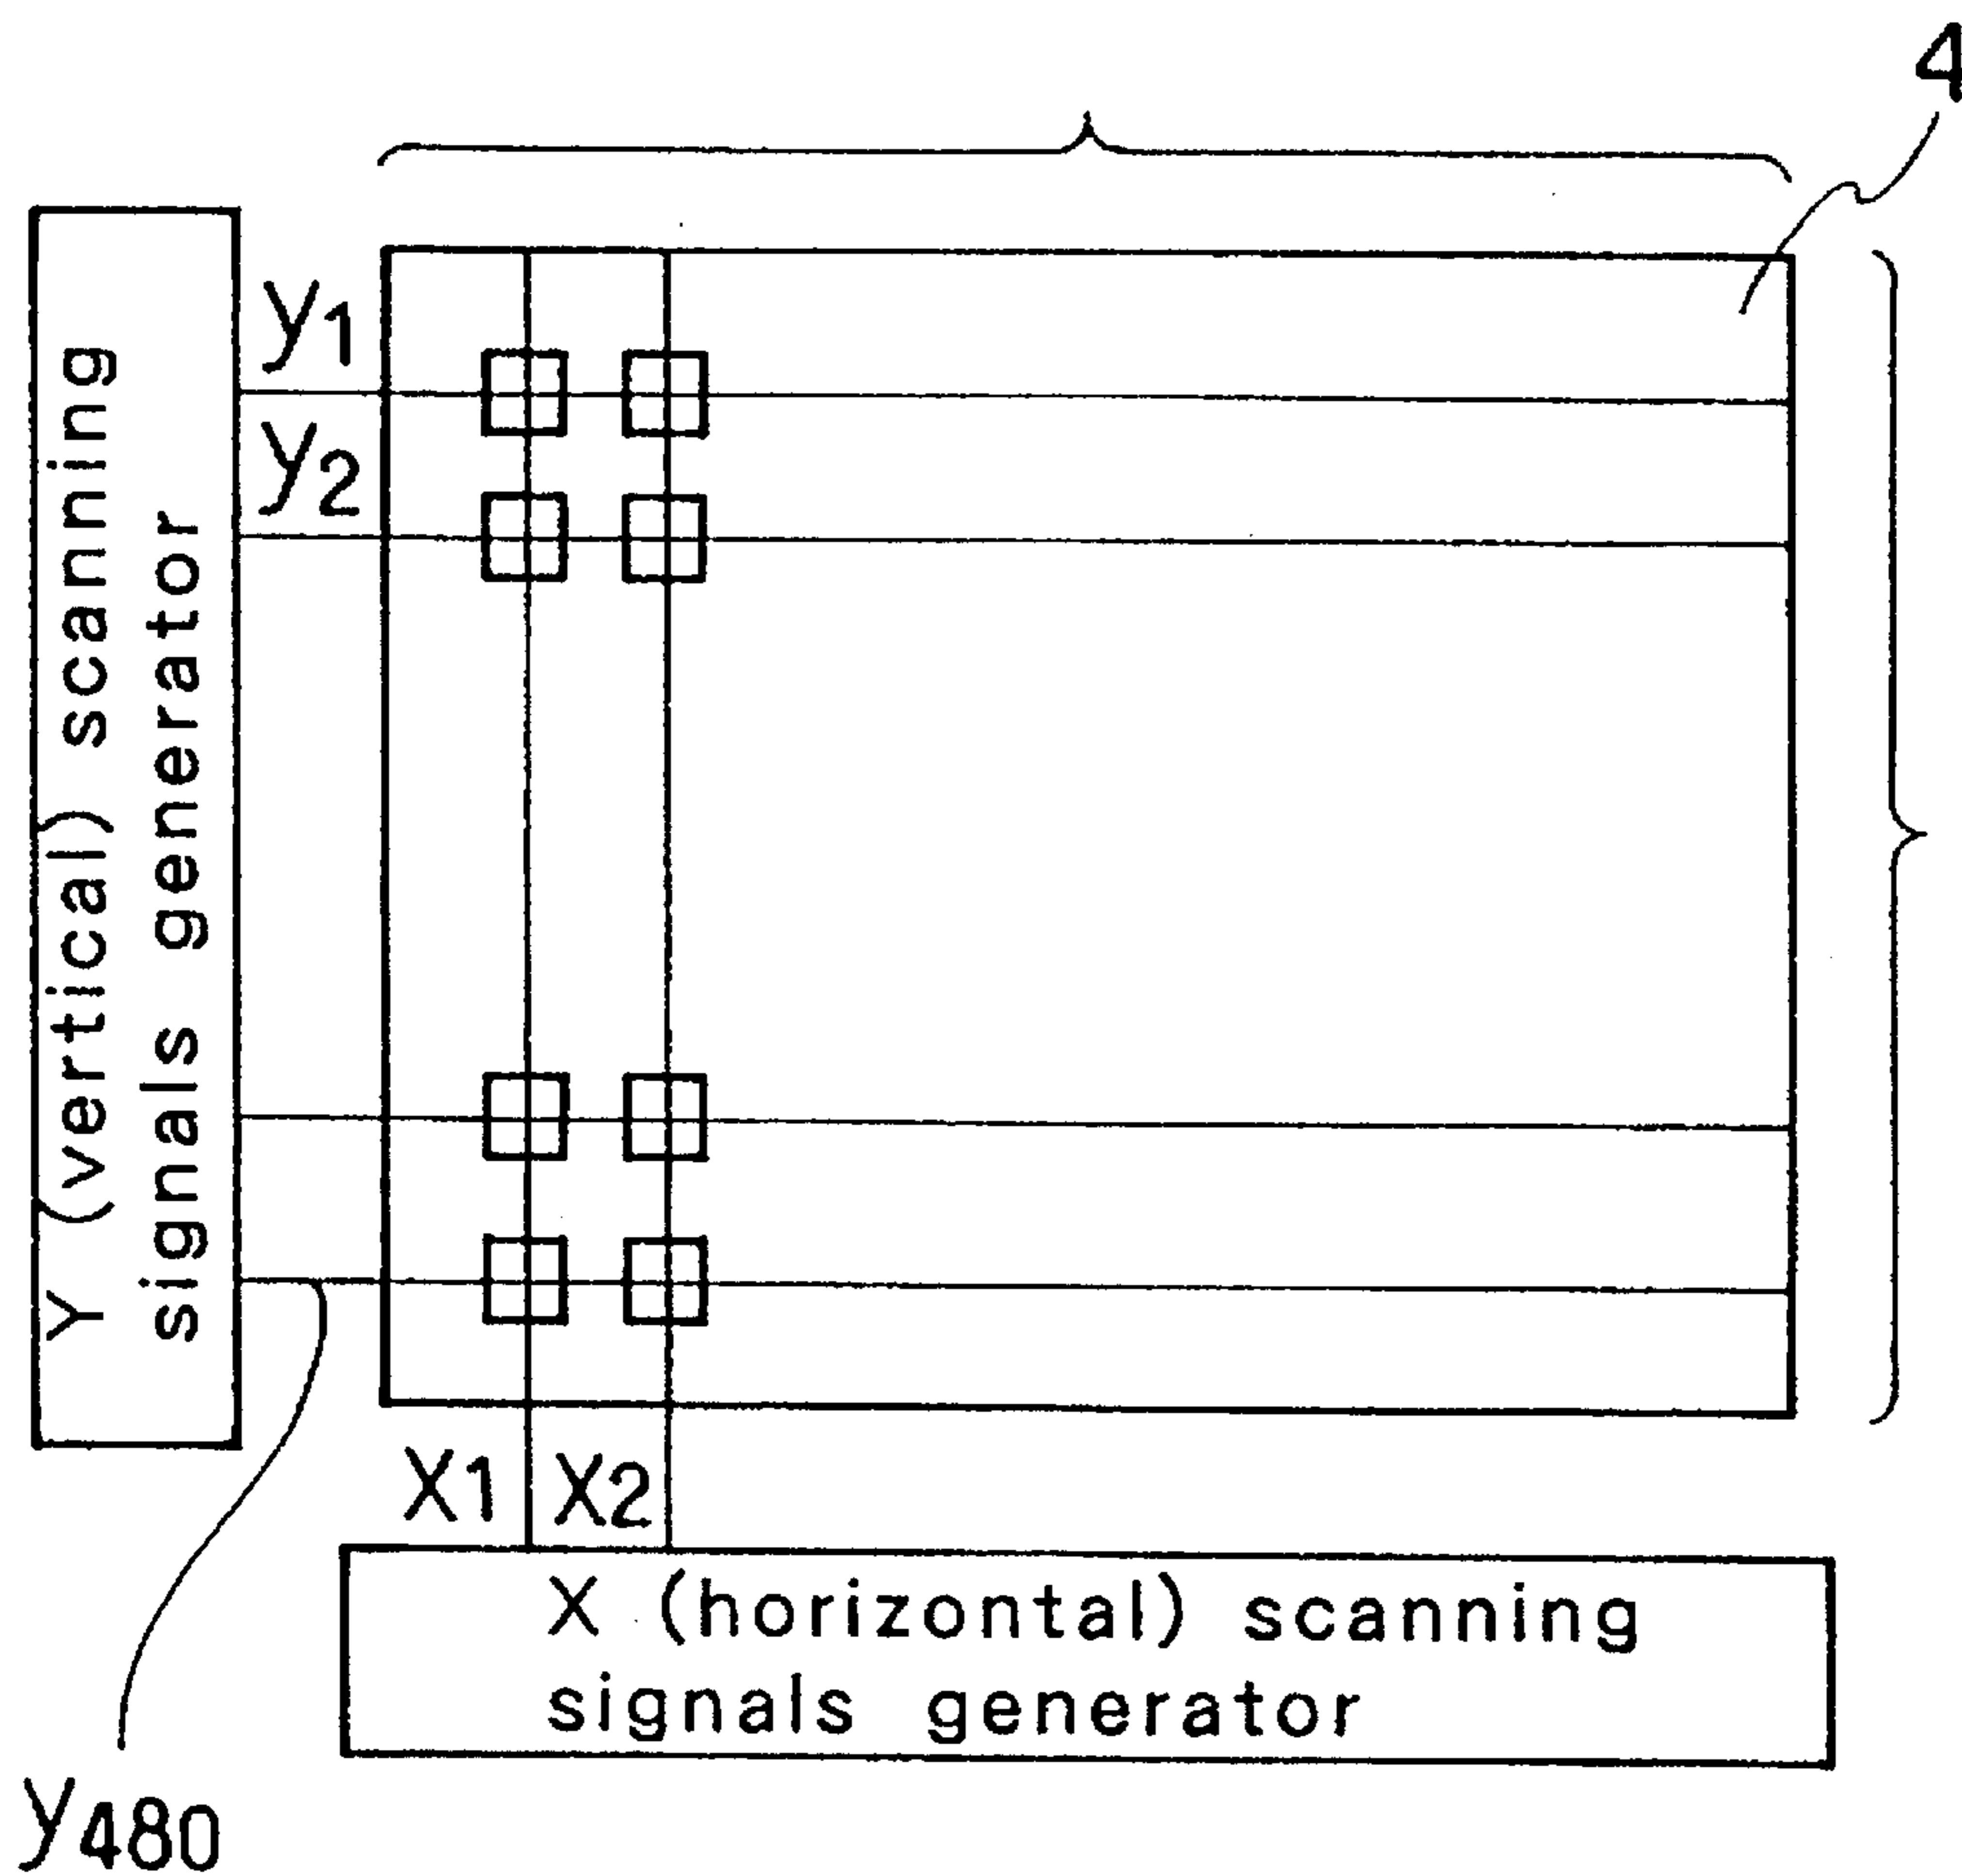 4
y1
y2
Y (vertical) scanning
signals generator
X1 X2
X (horizontal) scanning
signals generator
y480